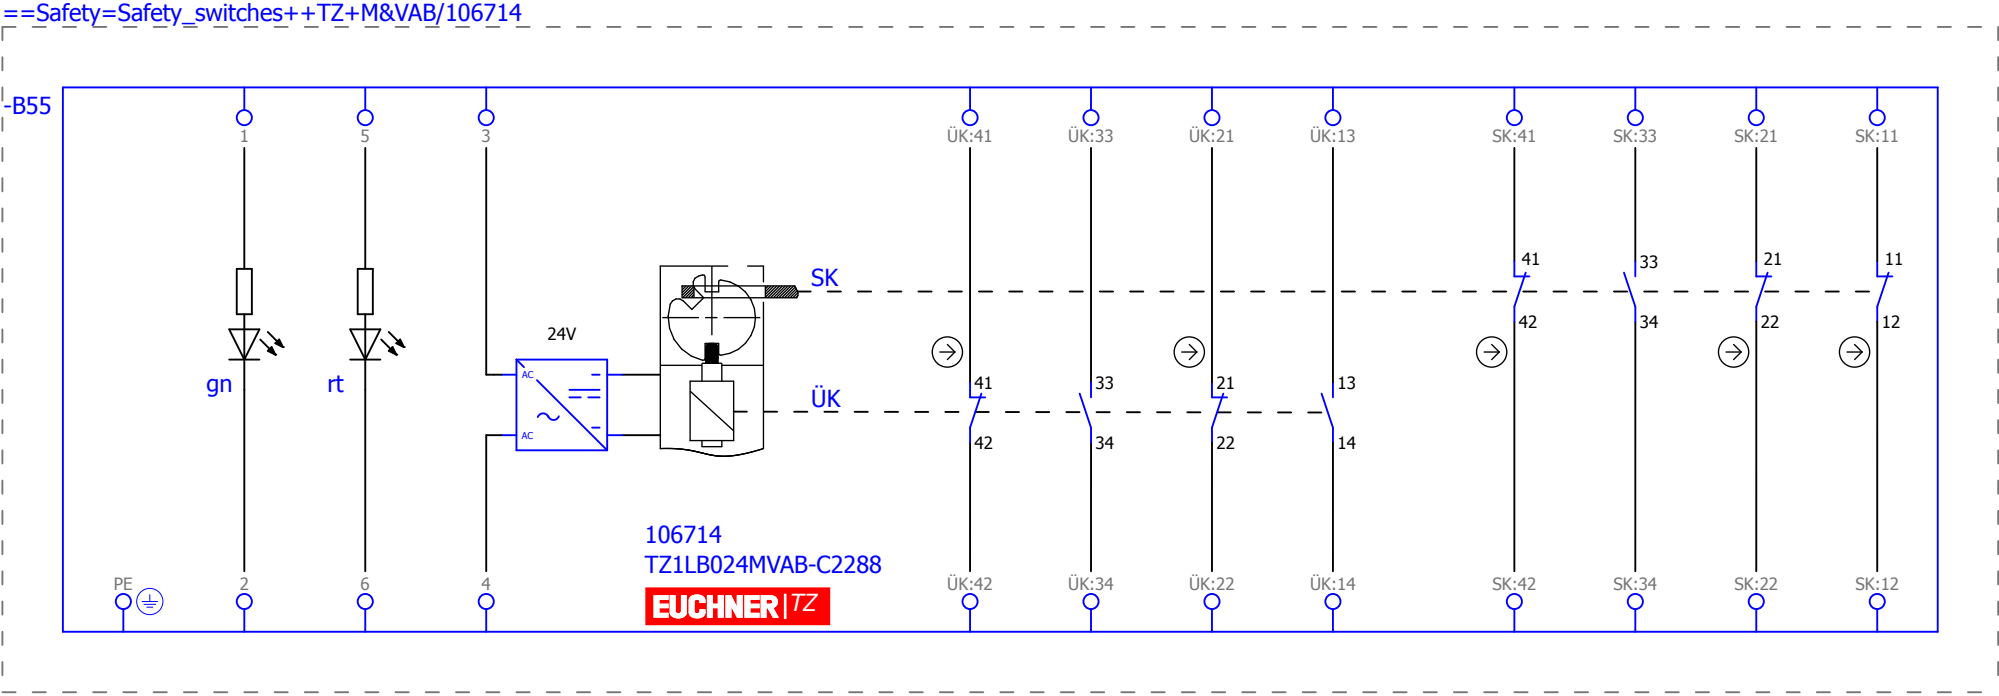 ==Safety=Safety_switches++TZ+M&VAB/106714
-B55
1 5 3 ÜK:41 ÜK:33 ÜK:21 ÜK:13 SK:41 SK:33 SK:21 SK:11
SK 41 33 21 11
24V 42 34 22 12
gn rt AC ÜK 41 33 21 13
AC 42 34 22 14
106714
TZ1LB024MVAB-C2288
PE 2 6 4 ÜK:42 ÜK:34 ÜK:22 ÜK:14 SK:42 SK:34 SK:22 SK:12
EUCHNER|TZ